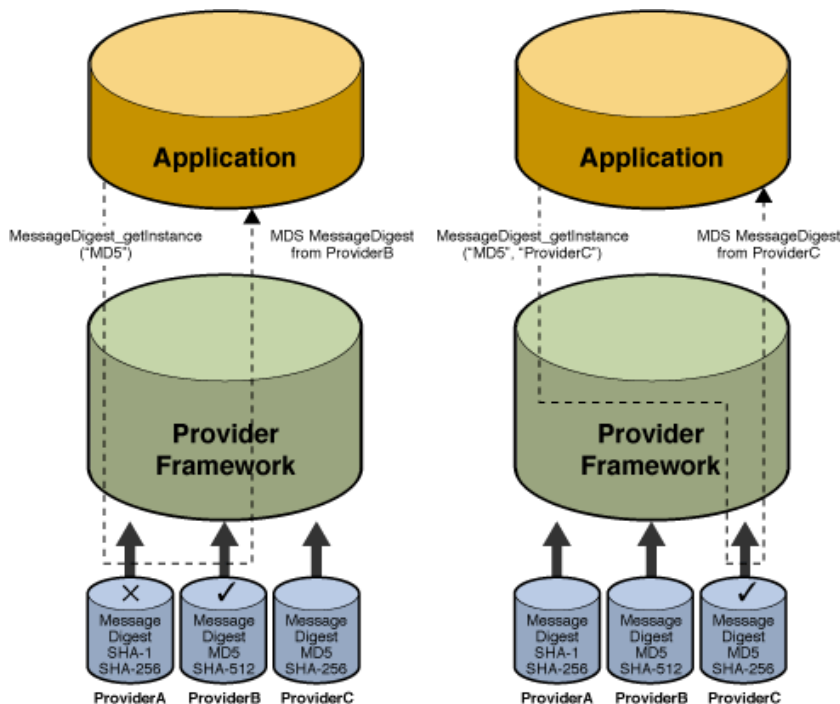 Application
MessageDigest_getInstance
("MD5")
MDS MessageDigest
from ProviderB
Provider
Framework
Message
Digest
SHA-1
SHA-256
ProviderA
Message
Digest
MD5
SHA-512
ProviderB
Message
Digest
MD5
SHA-256
ProviderC
Application
MessageDigest_getInstance
("MD5", "ProviderC")
MDS MessageDigest
from ProviderC
Provider
Framework
Message
Digest
SHA-1
SHA-256
ProviderA
Message
Digest
MD5
SHA-512
ProviderB
Message
Digest
MD5
SHA-256
ProviderC